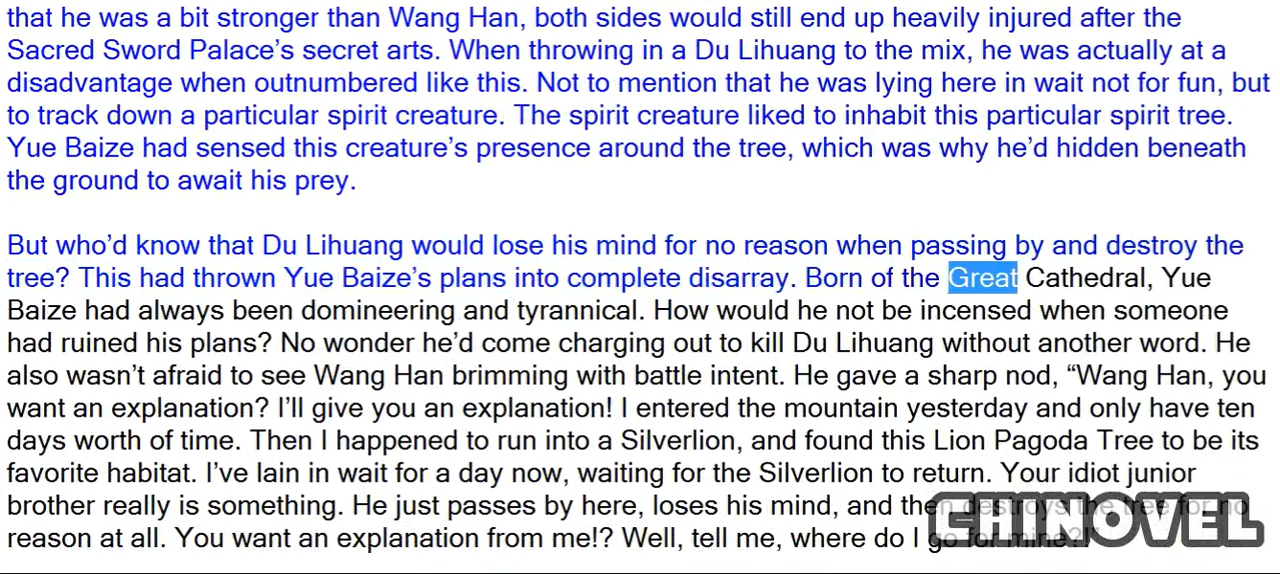 that he was a bit stronger than Wang Han, both sides would still end up heavily injured after the
Sacred Sword Palace's secret arts. When throwing in a Du Lihuang to the mix, he was actually at a
disadvantage when outnumbered like this. Not to mention that he was lying here in wait not for fun, but
to track down a particular spirit creature. The spirit creature liked to inhabit this particular spirit tree.
Yue Baize had sensed this creature's presence around the tree, which was why he'd hidden beneath
the ground to await his prey.
But who'd know that Du Lihuang would lose his mind for no reason when passing by and destroy the
tree? This had thrown Yue Baize's plans into complete disarray. Born of the Great Cathedral, Yue
Baize had always been domineering and tyrannical. How would he not be incensed when someone
had ruined his plans? No wonder he'd come charging out to kill Du Lihuang without another word. He
also wasn't afraid to see Wang Han brimming with battle intent. He gave a sharp nod, “Wang Han, you
want an explanation? I'll give you an explanation! I entered the mountain yesterday and only have ten
days worth of time. Then I happened to run into a Silverlion, and found this Lion Pagoda Tree to be its
favorite habitat. I've lain in wait for a day now, waiting for the Silverlion to return. Your idiot junior
brother really is something. He just passes by here, loses his mind, and then destroys the tree for no
reason at all. You want an explanation from me!? Well, tell me, where do I go for mine?!”
CHINOVEL